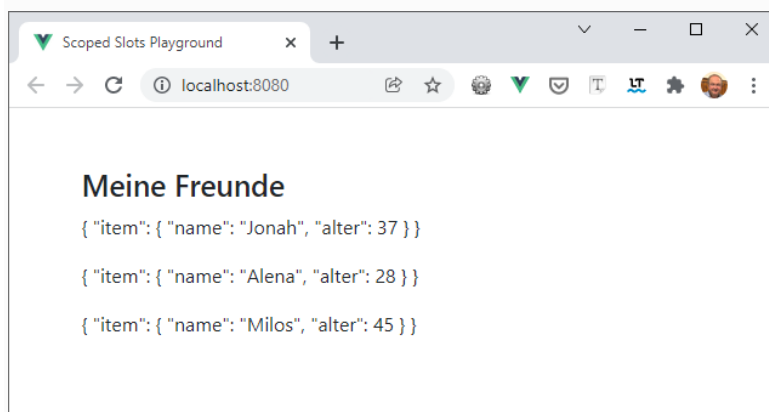 Scoped Slots Playground
localhost:8080
Meine Freunde
{ "item": { "name": "Jonah", "alter": 37 } }
{ "item": { "name": "Alena", "alter": 28 } }
{ "item": { "name": "Milos", "alter": 45 } }